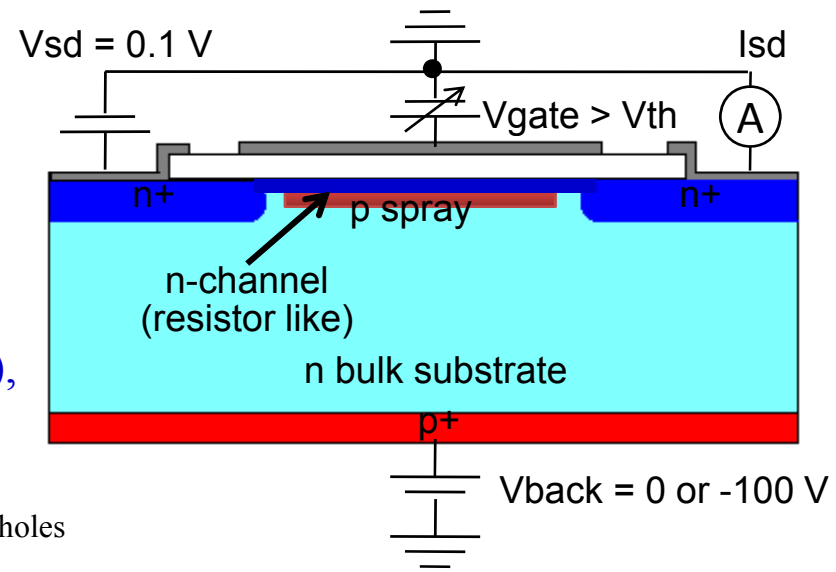 Vsd = 0.1 V
Isd
Vgate > Vth
A
n+
p spray
n+
n-channel
(resistor like)
),
n bulk substrate
p+
Vback = 0 or -100 V
holes